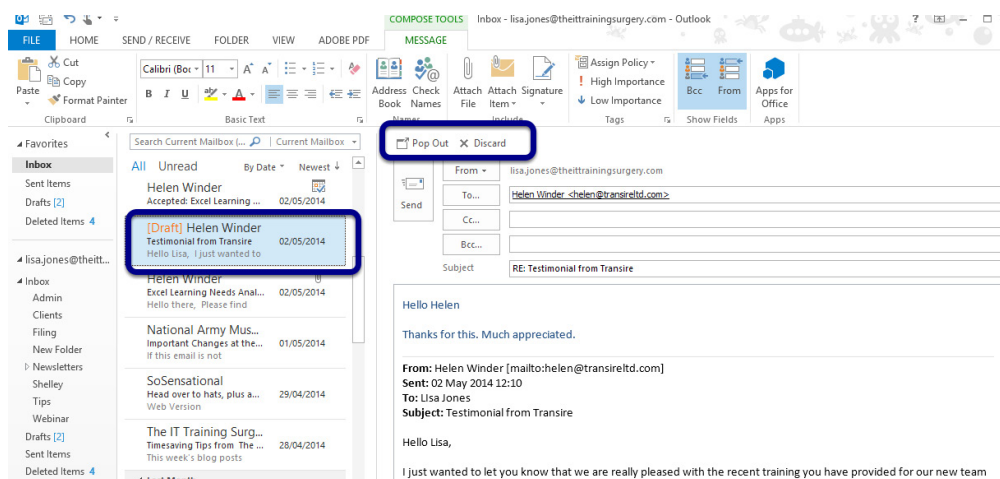 COMPOSE TOOLS Inbox - lisa.jones@theittrainingsurgery.com - Outlook ?
FILE HOME SEND / RECEIVE FOLDER VIEW ADOBE PDF MESSAGE
Paste
Cut
Copy
Format Painter
Clipboard
Calibri (Boc 11
B I U
Basic Text
Address Book
Check Names
Names
Attach File
Attach Item
Signature
Include
Assign Policy
High Importance
Low Importance
Tags
Bcc
From
Show Fields
Apps for Office
Apps
Favorites
Inbox
Sent Items
Drafts [2]
Deleted Items 4
lisa.jones@theitt...
Inbox
Admin
Clients
Filing
New Folder
Newsletters
Shelley
Tips
Webinar
Drafts [2]
Sent Items
Deleted Items 4
Search Current Mailbox (... Current Mailbox
All Unread By Date Newest
Helen Winder
Accepted: Excel Learning ... 02/05/2014
[Draft] Helen Winder
Testimonial from Transire 02/05/2014
Hello Lisa, I just wanted to
Helen Winder
Excel Learning Needs Anal... 02/05/2014
Hello there, Please find
National Army Mus...
Important Changes at the... 01/05/2014
If this email is not
SoSensational
Head over to hats, plus a... 29/04/2014
Web Version
The IT Training Surg...
Timesaving Tips from The ... 28/04/2014
This week's blog posts
Pop Out Discard
Send
From lisa.jones@theittrainingsurgery.com
To... Helen Winder <helen@transireltd.com>
Cc...
Bcc...
Subject RE: Testimonial from Transire
Hello Helen
Thanks for this. Much appreciated.
From: Helen Winder [mailto:helen@transireltd.com]
Sent: 02 May 2014 12:10
To: LIsa Jones
Subject: Testimonial from Transire
Hello Lisa,
I just wanted to let you know that we are really pleased with the recent training you have provided for our new team